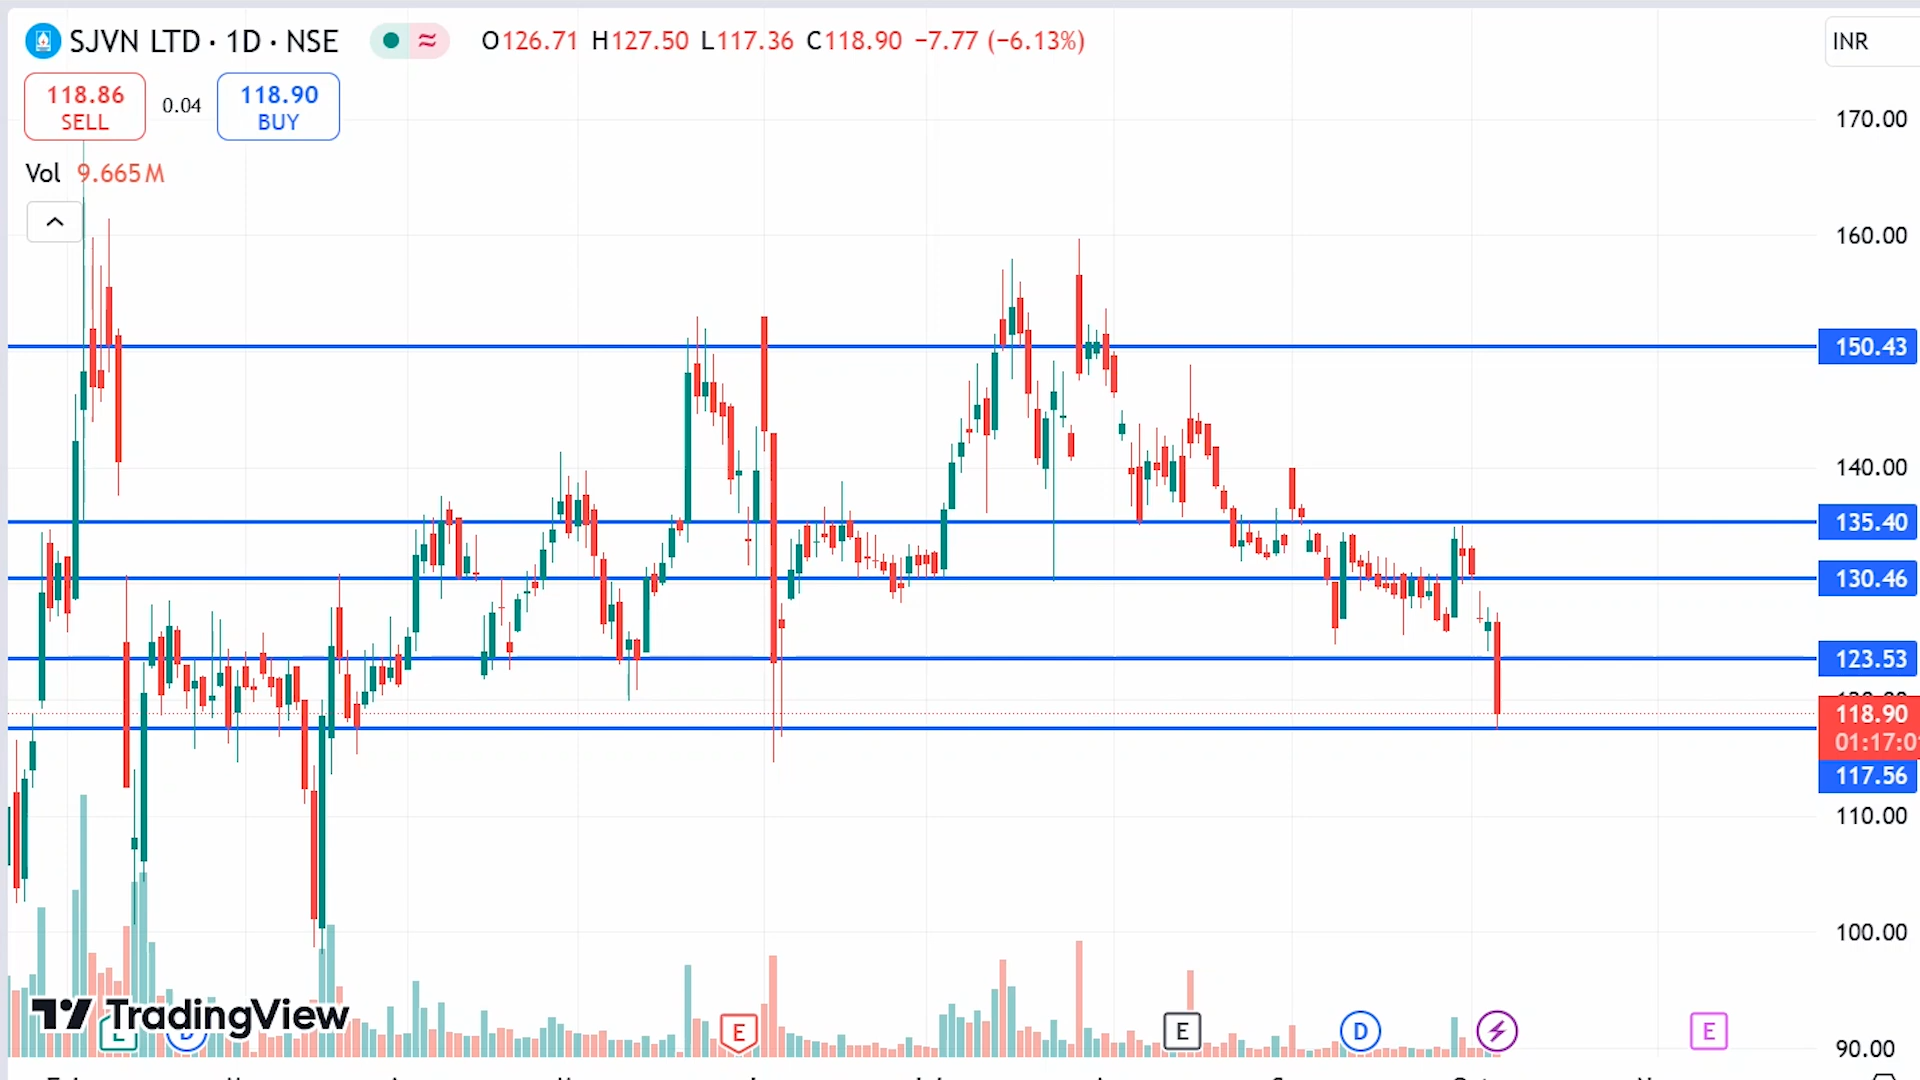 SJVN LTD · 1D · NSE
≈
O126.71 H127.50 L117.36 C118.90 −7.77 (−6.13%)
INR
118.86
SELL
0.04
118.90
BUY
Vol 9.665M
170.00
160.00
150.43
140.00
135.40
130.46
123.53
118.90
117.56
110.00
100.00
90.00
TradingView
E
E
D
E